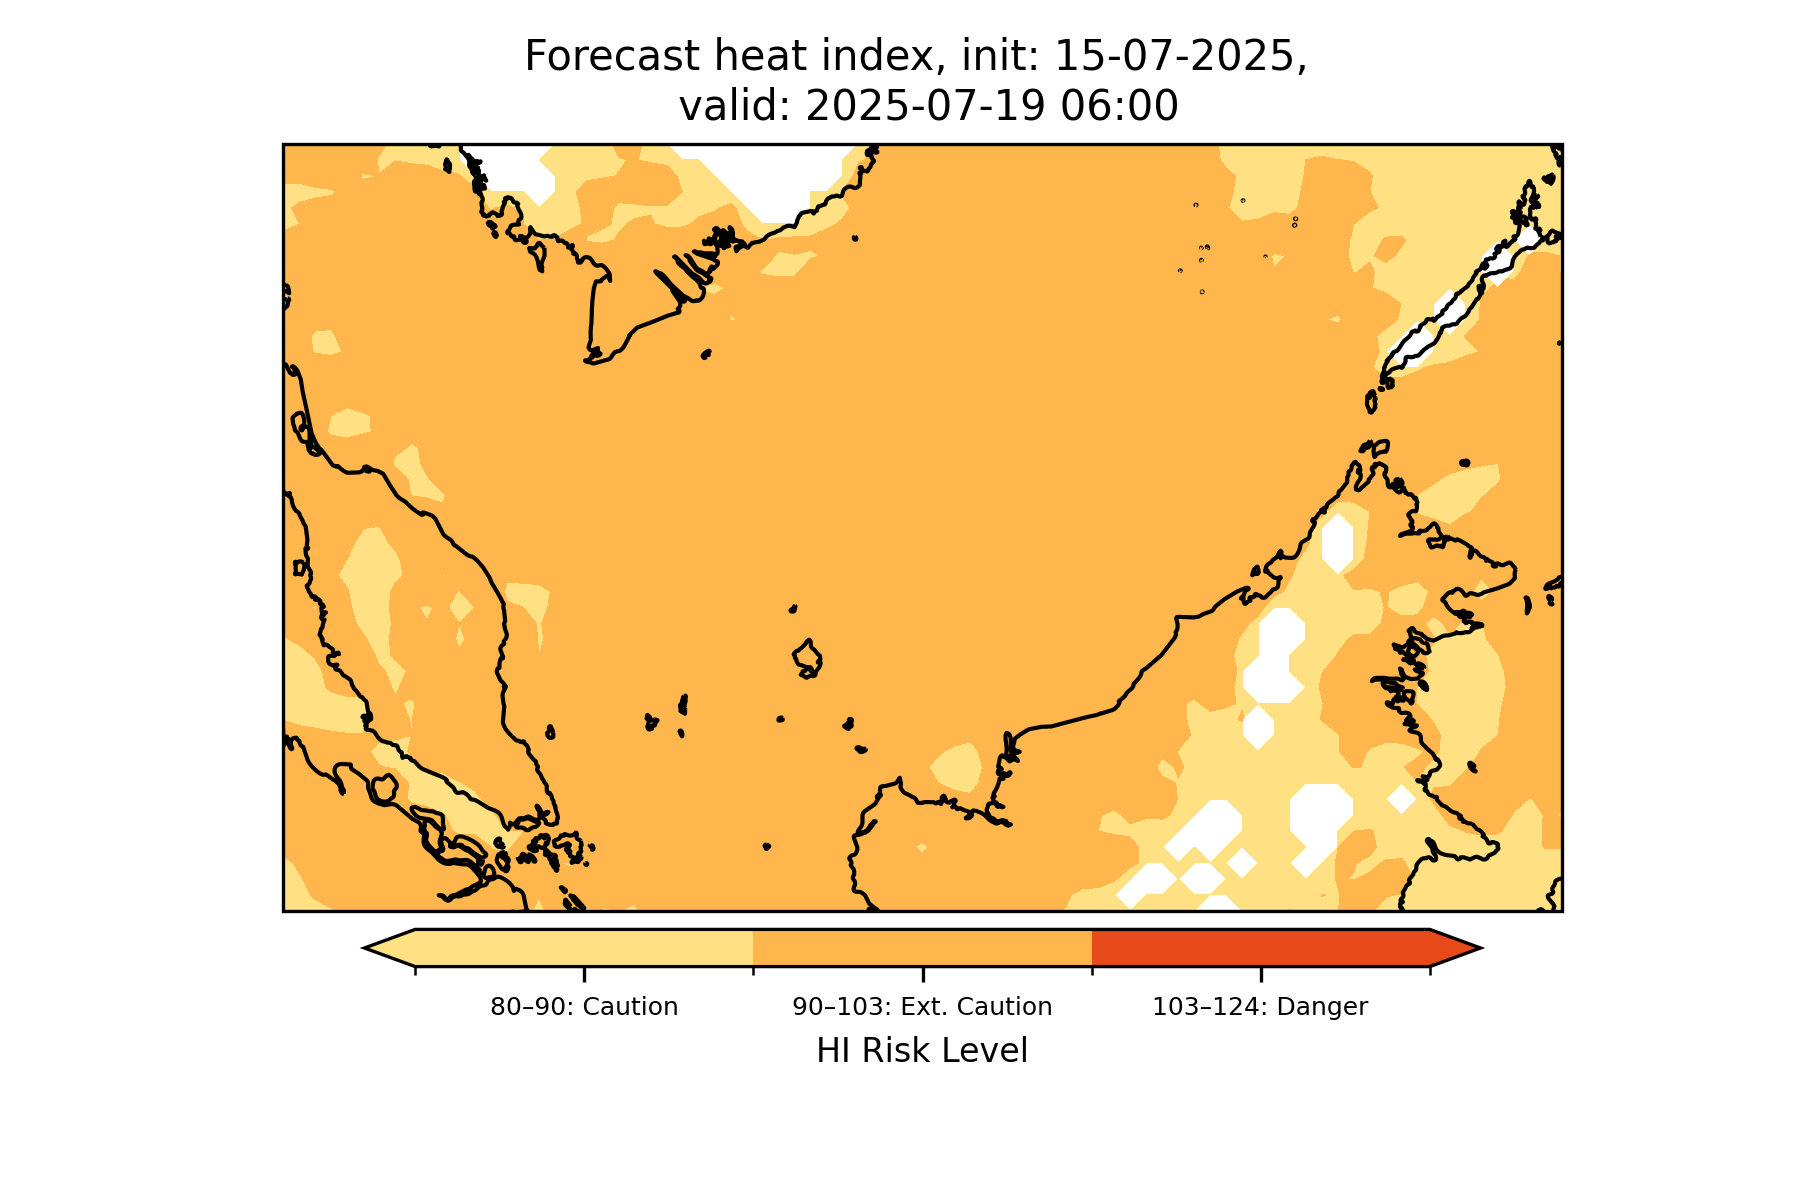 Forecast heat index, init: 15-07-2025,
valid: 2025-07-19 06:00
80–90: Caution
90–103: Ext. Caution
103–124: Danger
HI Risk Level